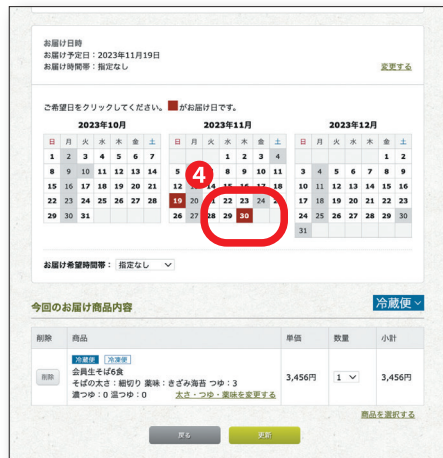 お届け日時
お届け予定日：2023年11月19日
お届け時間帯：指定なし
変更する
ご希望日をクリックしてください。■がお届け日です。
2023年10月
日 月 火 水 木 金 土
1 2 3 4 5 6 7
8 9 10 11 12 13 14
15 16 17 18 19 20 21
22 23 24 25 26 27 28
29 30 31
2023年11月
日 月 火 水 木 金 土
1 2 3 4
5 8 9 10 11
4
12 14 15 16 17 18
19 20 22 23 24
26 27 28 29 30
2023年12月
日 月 火 水 木 金 土
1 2
3 4 5 6 7 8 9
10 11 12 13 14 15 16
17 18 19 20 21 22 23
24 25 26 27 28 29 30
31
お届け希望時間帯： 指定なし
今回のお届け商品内容
冷蔵便
削除 商品 単価 数量 小計
冷蔵便 冷凍便
削除 会員生そば6食
そばの太さ：細切り 薬味：きざみ海苔 つゆ：3
濃つゆ：0 温つゆ：0 太さ・つゆ・薬味を変更する
3,456円 1 3,456円
商品を選択する
戻る 更新